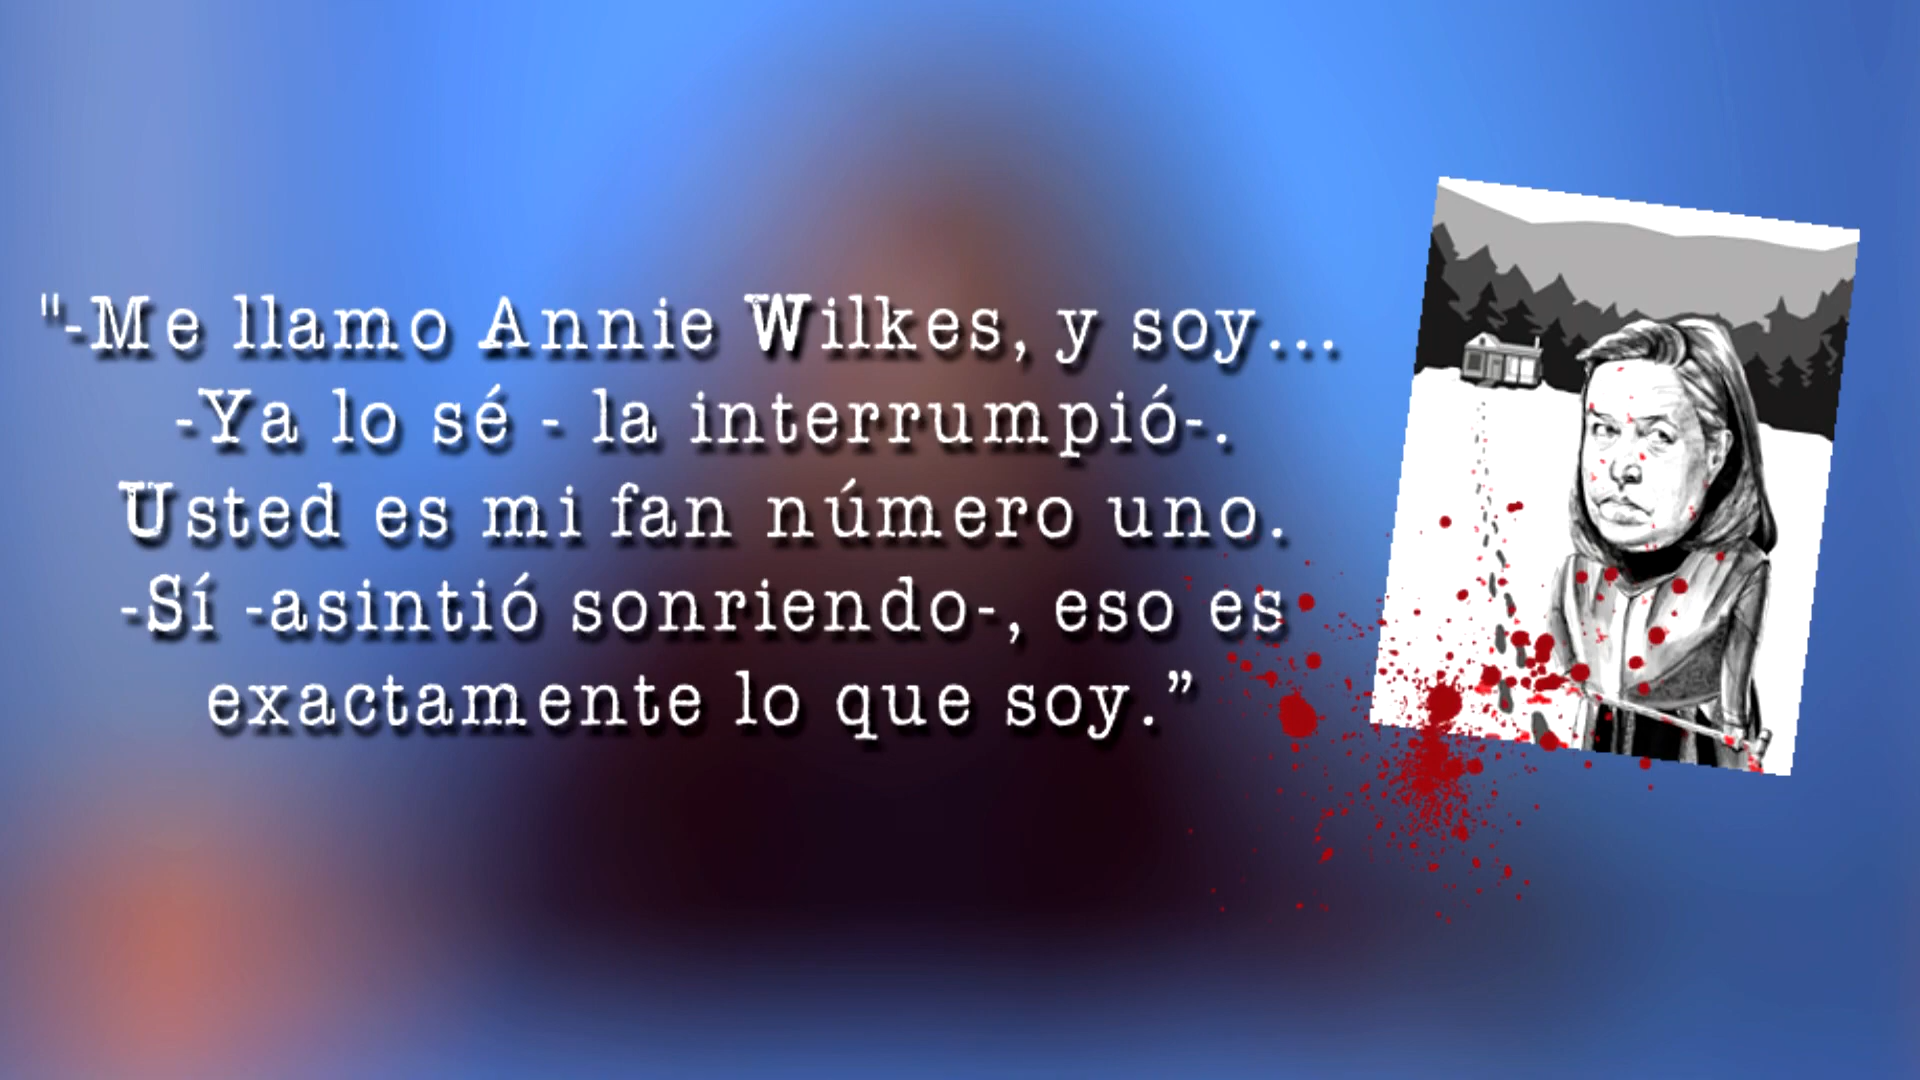 "-Me llamo Annie Wilkes, y soy...
-Ya lo sé - la interrumpió-.
Usted es mi fan número uno.
-Sí -asintió sonriendo-, eso es
exactamente lo que soy.”